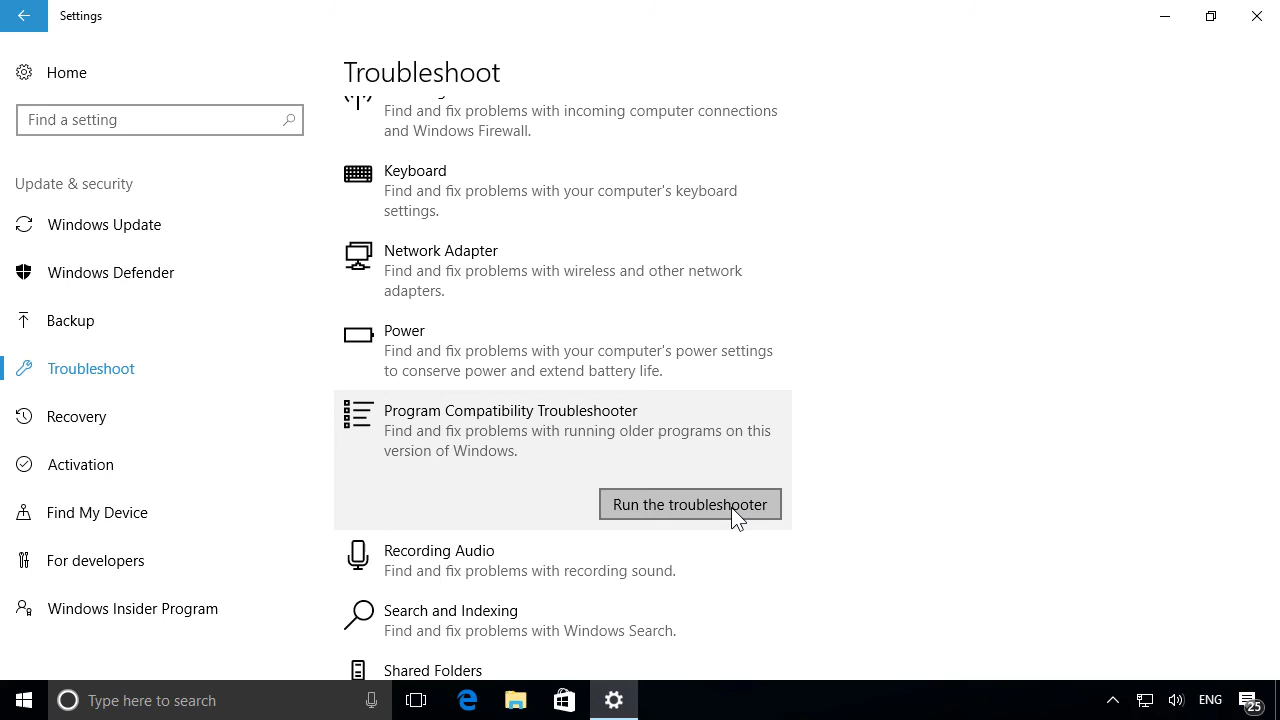 Settings
Home
Find a setting
Update & security
Windows Update
Windows Defender
Backup
Troubleshoot
Recovery
Activation
Find My Device
For developers
Windows Insider Program
Troubleshoot
Find and fix problems with incoming computer connections
and Windows Firewall.
Keyboard
Find and fix problems with your computer's keyboard
settings.
Network Adapter
Find and fix problems with wireless and other network
adapters.
Power
Find and fix problems with your computer's power settings
to conserve power and extend battery life.
Program Compatibility Troubleshooter
Find and fix problems with running older programs on this
version of Windows.
Run the troubleshooter
Recording Audio
Find and fix problems with recording sound.
Search and Indexing
Find and fix problems with Windows Search.
Shared Folders
Type here to search
ENG
25